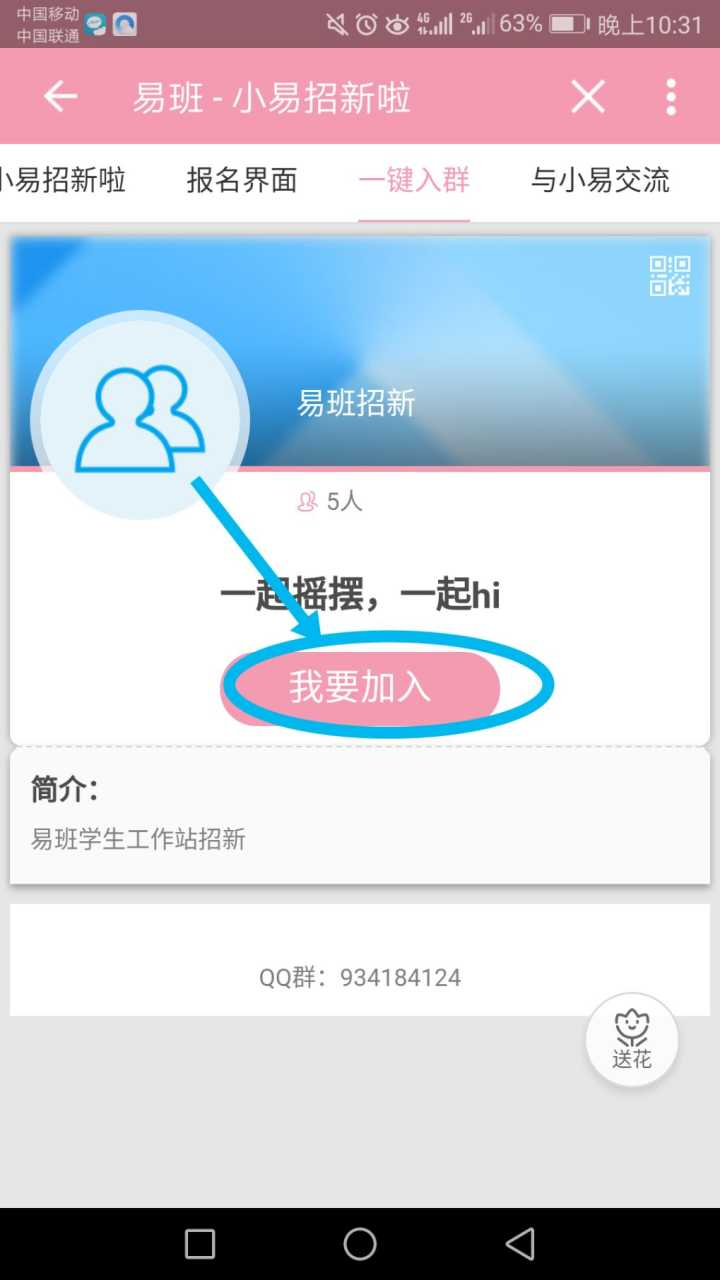 中国移动
中国联通
4G
2G
63%
晚上10:31
易班 - 小易招新啦
小易招新啦
报名界面
一键入群
与小易交流
易班招新
5人
一起摇摆，一起hi
我要加入
简介：
易班学生工作站招新
QQ群：934184124
送花